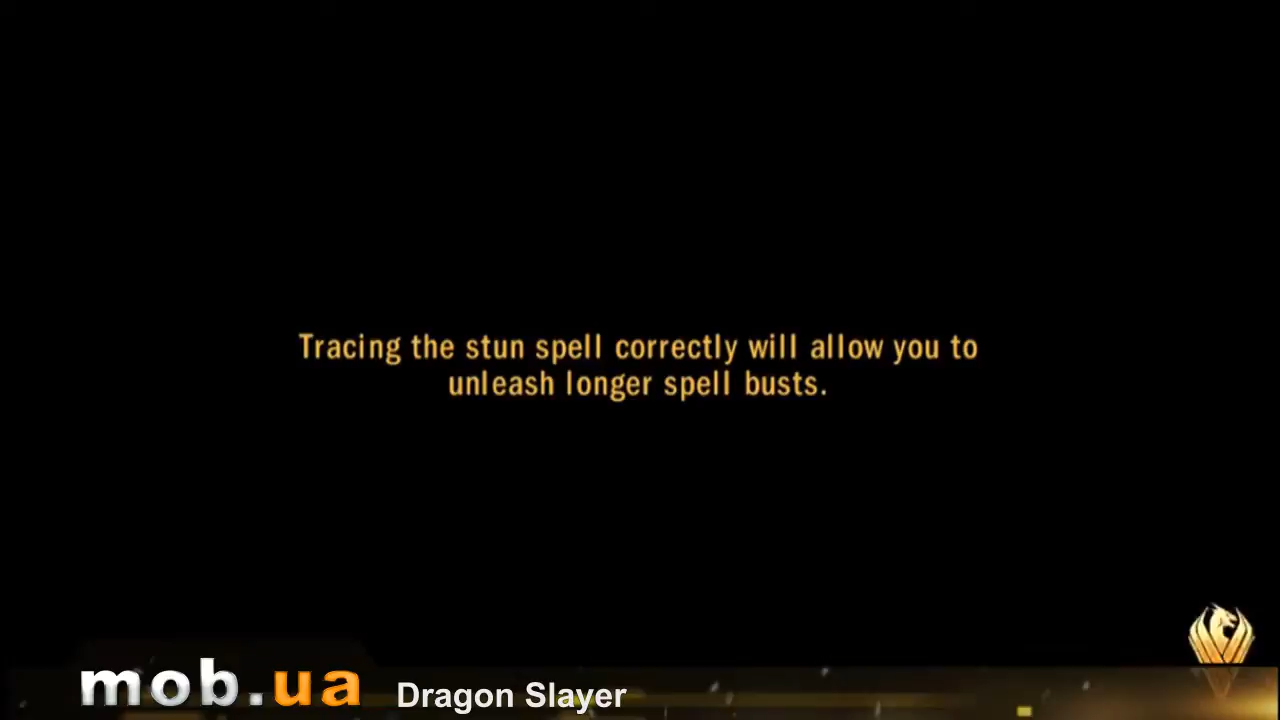 Tracing the stun spell correctly will allow you to
unleash longer spell busts.
mob.ua Dragon Slayer